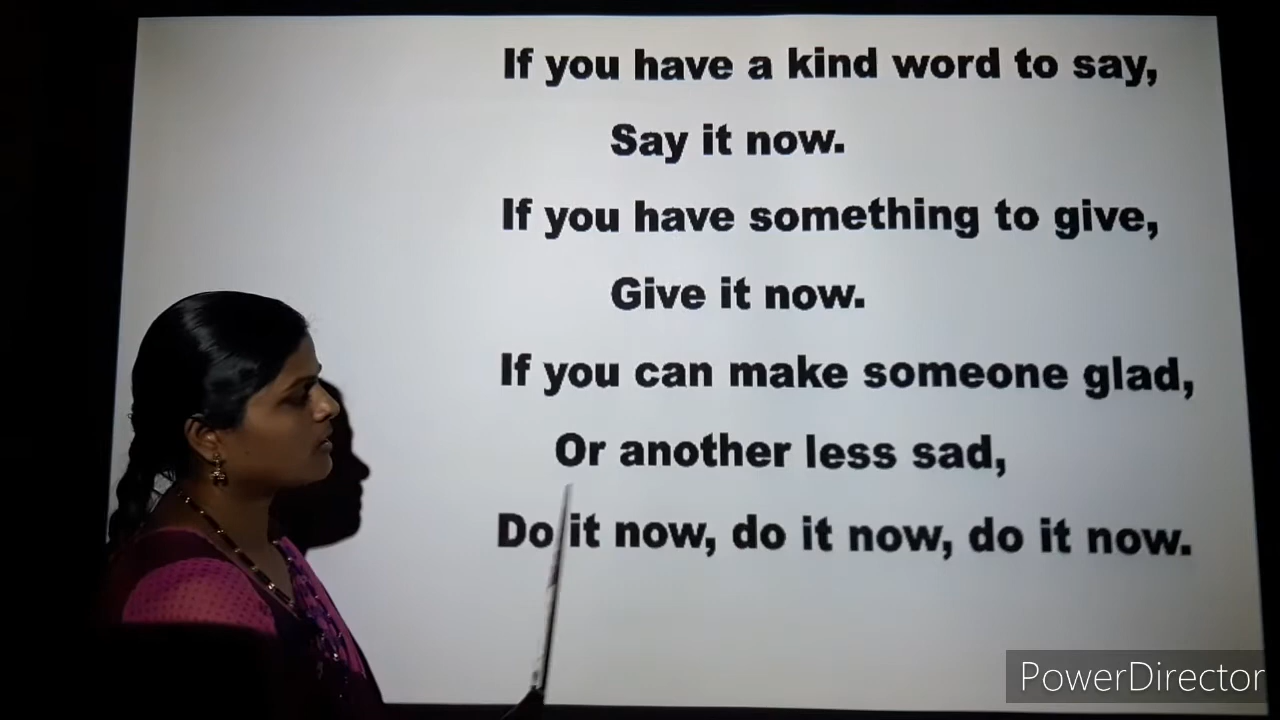 If you have a kind word to say,
Say it now.
If you have something to give,
Give it now.
If you can make someone glad,
Or another less sad,
Do it now, do it now, do it now.
PowerDirector